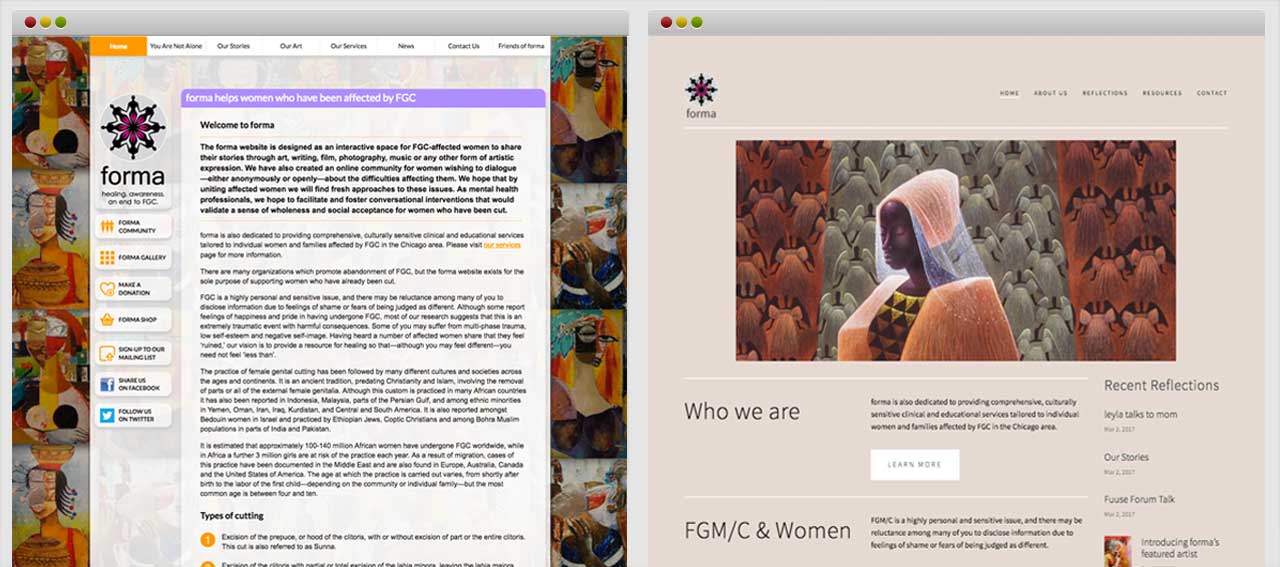 Home
You Are Not Alone
Our Stories
Our Art
Our Services
News
Contact Us
Friends of forma
forma
healing. awareness.
an end to FGC.
FORMA
COMMUNITY
FORMA GALLERY
MAKE A
DONATION
FORMA SHOP
SIGN-UP TO OUR
MAILING LIST
SHARE US
ON FACEBOOK
FOLLOW US
ON TWITTER
forma helps women who have been affected by FGC
Welcome to forma
The forma website is designed as an interactive space for FGC-affected women to share
their stories through art, writing, film, photography, music or any other form of artistic
expression. We have also created an online community for women wishing to dialogue
—either anonymously or openly—about the difficulties affecting them. We hope that by
uniting affected women we will find fresh approaches to these issues. As mental health
professionals, we hope to facilitate and foster conversational interventions that would
validate a sense of wholeness and social acceptance for women who have been cut.
forma is also dedicated to providing comprehensive, culturally sensitive clinical and educational services
tailored to individual women and families affected by FGC in the Chicago area. Please visit our services
page for more information.
There are many organizations which promote abandonment of FGC, but the forma website exists for the
sole purpose of supporting women who have already been cut.
FGC is a highly personal and sensitive issue, and there may be reluctance among many of you to
disclose information due to feelings of shame or fears of being judged as different. Although some report
feelings of happiness and pride in having undergone FGC, most of our research suggests that this is an
extremely traumatic event with harmful consequences. Some of you may suffer from multi-phase trauma,
low self-esteem and negative self-image. Having heard a number of affected women share that they feel
'ruined,' our vision is to provide a resource for healing so that—although you may feel different—you
need not feel 'less than'.
The practice of female genital cutting has been followed by many different cultures and societies across
the ages and continents. It is an ancient tradition, predating Christianity and Islam, involving the removal
of parts or all of the external female genitalia. Although this custom is practiced in many African countries
it has also been reported in Indonesia, Malaysia, parts of the Persian Gulf, and among ethnic minorities
in Yemen, Oman, Iran, Iraq, Kurdistan, and Central and South America. It is also reported amongst
Bedouin women in Israel and practiced by Ethiopian Jews, Coptic Christians and among Bohra Muslim
populations in parts of India and Pakistan.
It is estimated that approximately 100-140 million African women have undergone FGC worldwide, while
in Africa a further 3 million girls are at risk of the practice each year. As a result of migration, cases of
this practice have been documented in the Middle East and are also found in Europe, Australia, Canada
and the United States of America. The age at which the practice is carried out varies, from shortly after
birth to the labor of the first child—depending on the community or individual family—but the most
common age is between four and ten.
Types of cutting
1 Excision of the prepuce, or hood of the clitoris, with or without excision of part or the entire clitoris.
This cut is also referred to as Sunna.
Excision of the clitoris with partial or total excision of the labia minora, leaving the labia majora
forma
HOME
ABOUT US
REFLECTIONS
RESOURCES
CONTACT
Who we are
forma is also dedicated to providing comprehensive, culturally
sensitive clinical and educational services tailored to individual
women and families affected by FGC in the Chicago area.
LEARN MORE
FGM/C & Women
FGM/C is a highly personal and sensitive issue, and there may be
reluctance among many of you to disclose information due to
feelings of shame or fears of being judged as different.
Recent Reflections
leyla talks to mom
Mar 2, 2017
Our Stories
Mar 2, 2017
Fuuse Forum Talk
Mar 2, 2017
Introducing forma's
featured artist